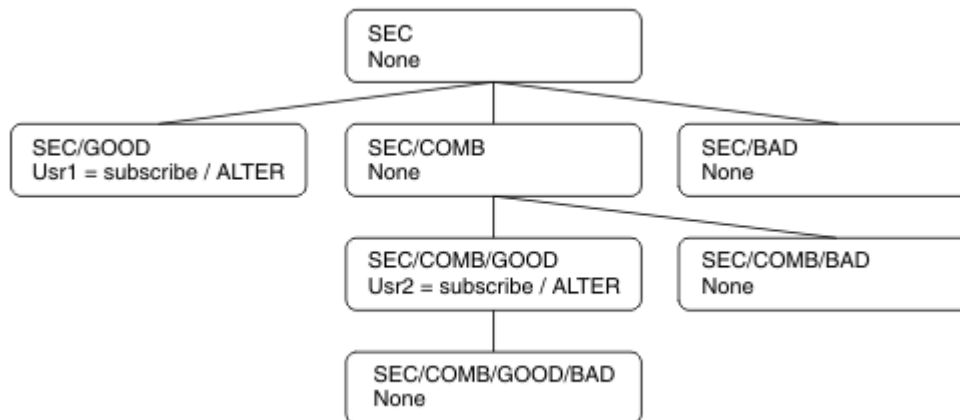 SEC
None
SEC/GOOD
Usr1 = subscribe / ALTER
SEC/COMB
None
SEC/BAD
None
SEC/COMB/GOOD
Usr2 = subscribe / ALTER
SEC/COMB/BAD
None
SEC/COMB/GOOD/BAD
None